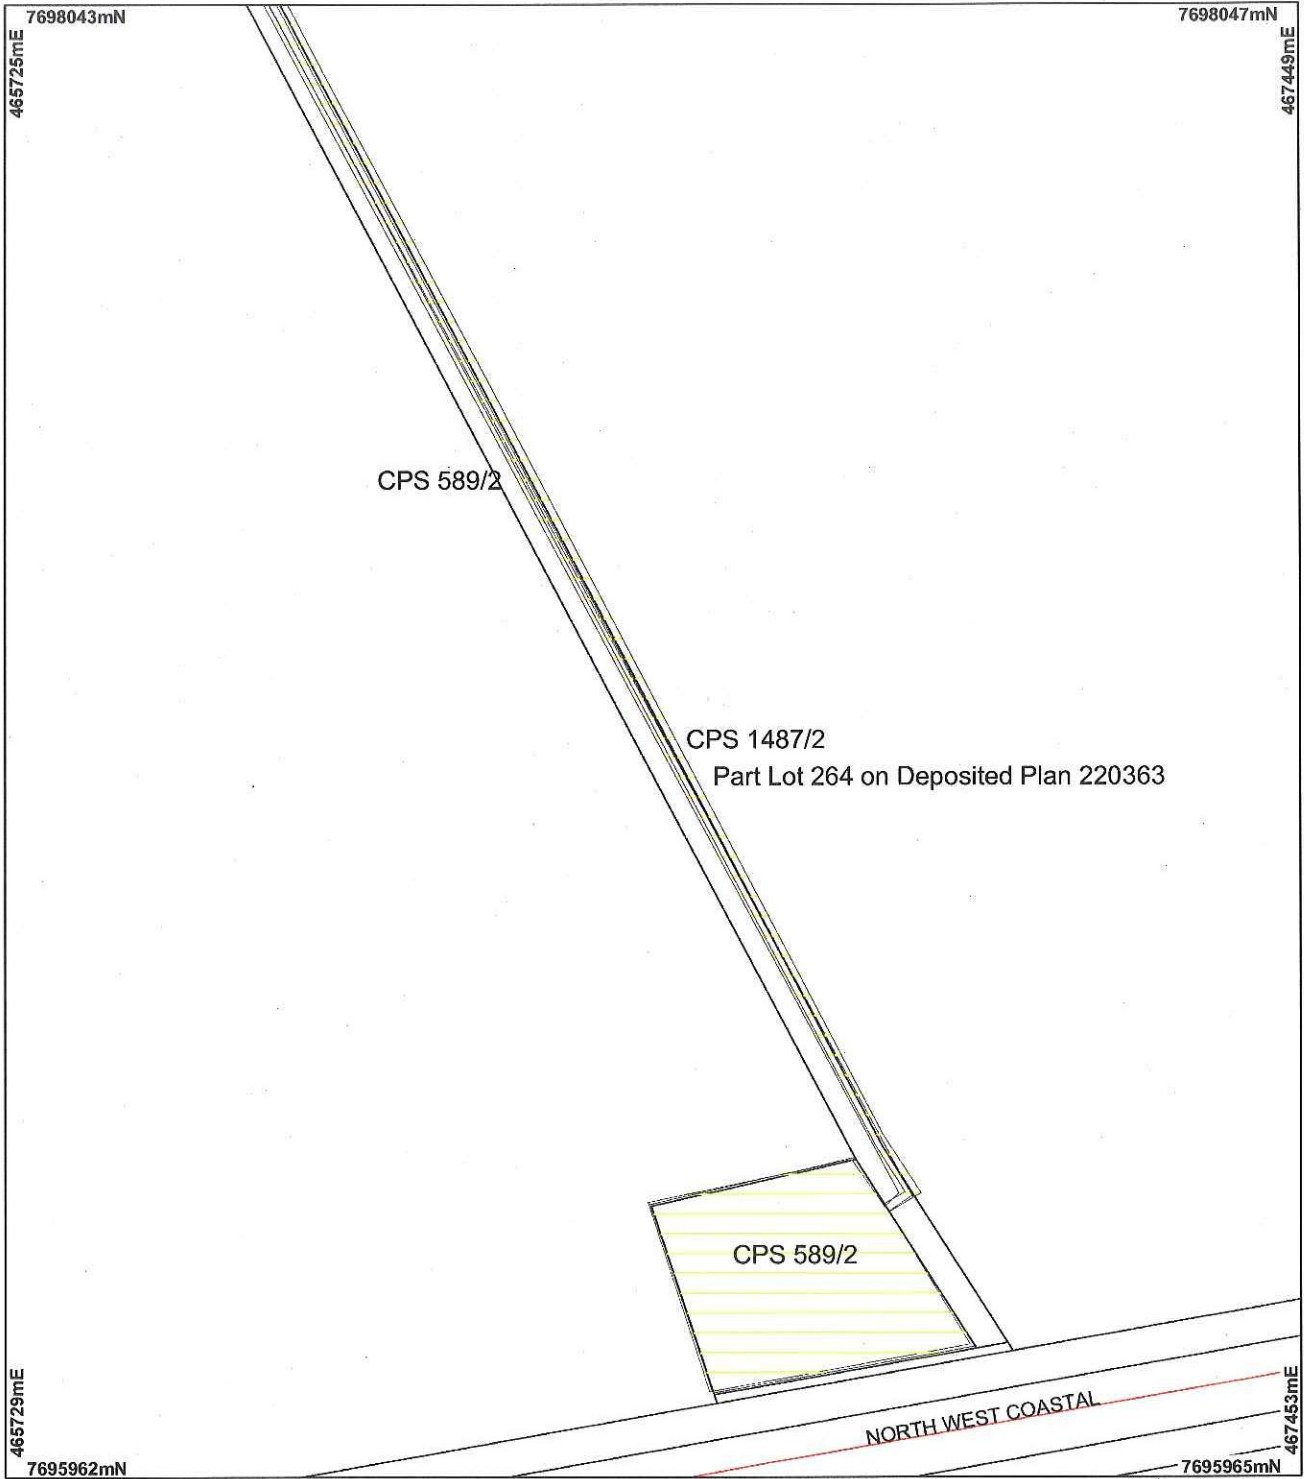 7698043mN
7698047mN
465725mE
467449mE
CPS 589/2
CPS 1487/2
Part Lot 264 on Deposited Plan 220363
CPS 589/2
NORTH WEST COASTAL
465729mE
467453mE
7695962mN
7695965mN